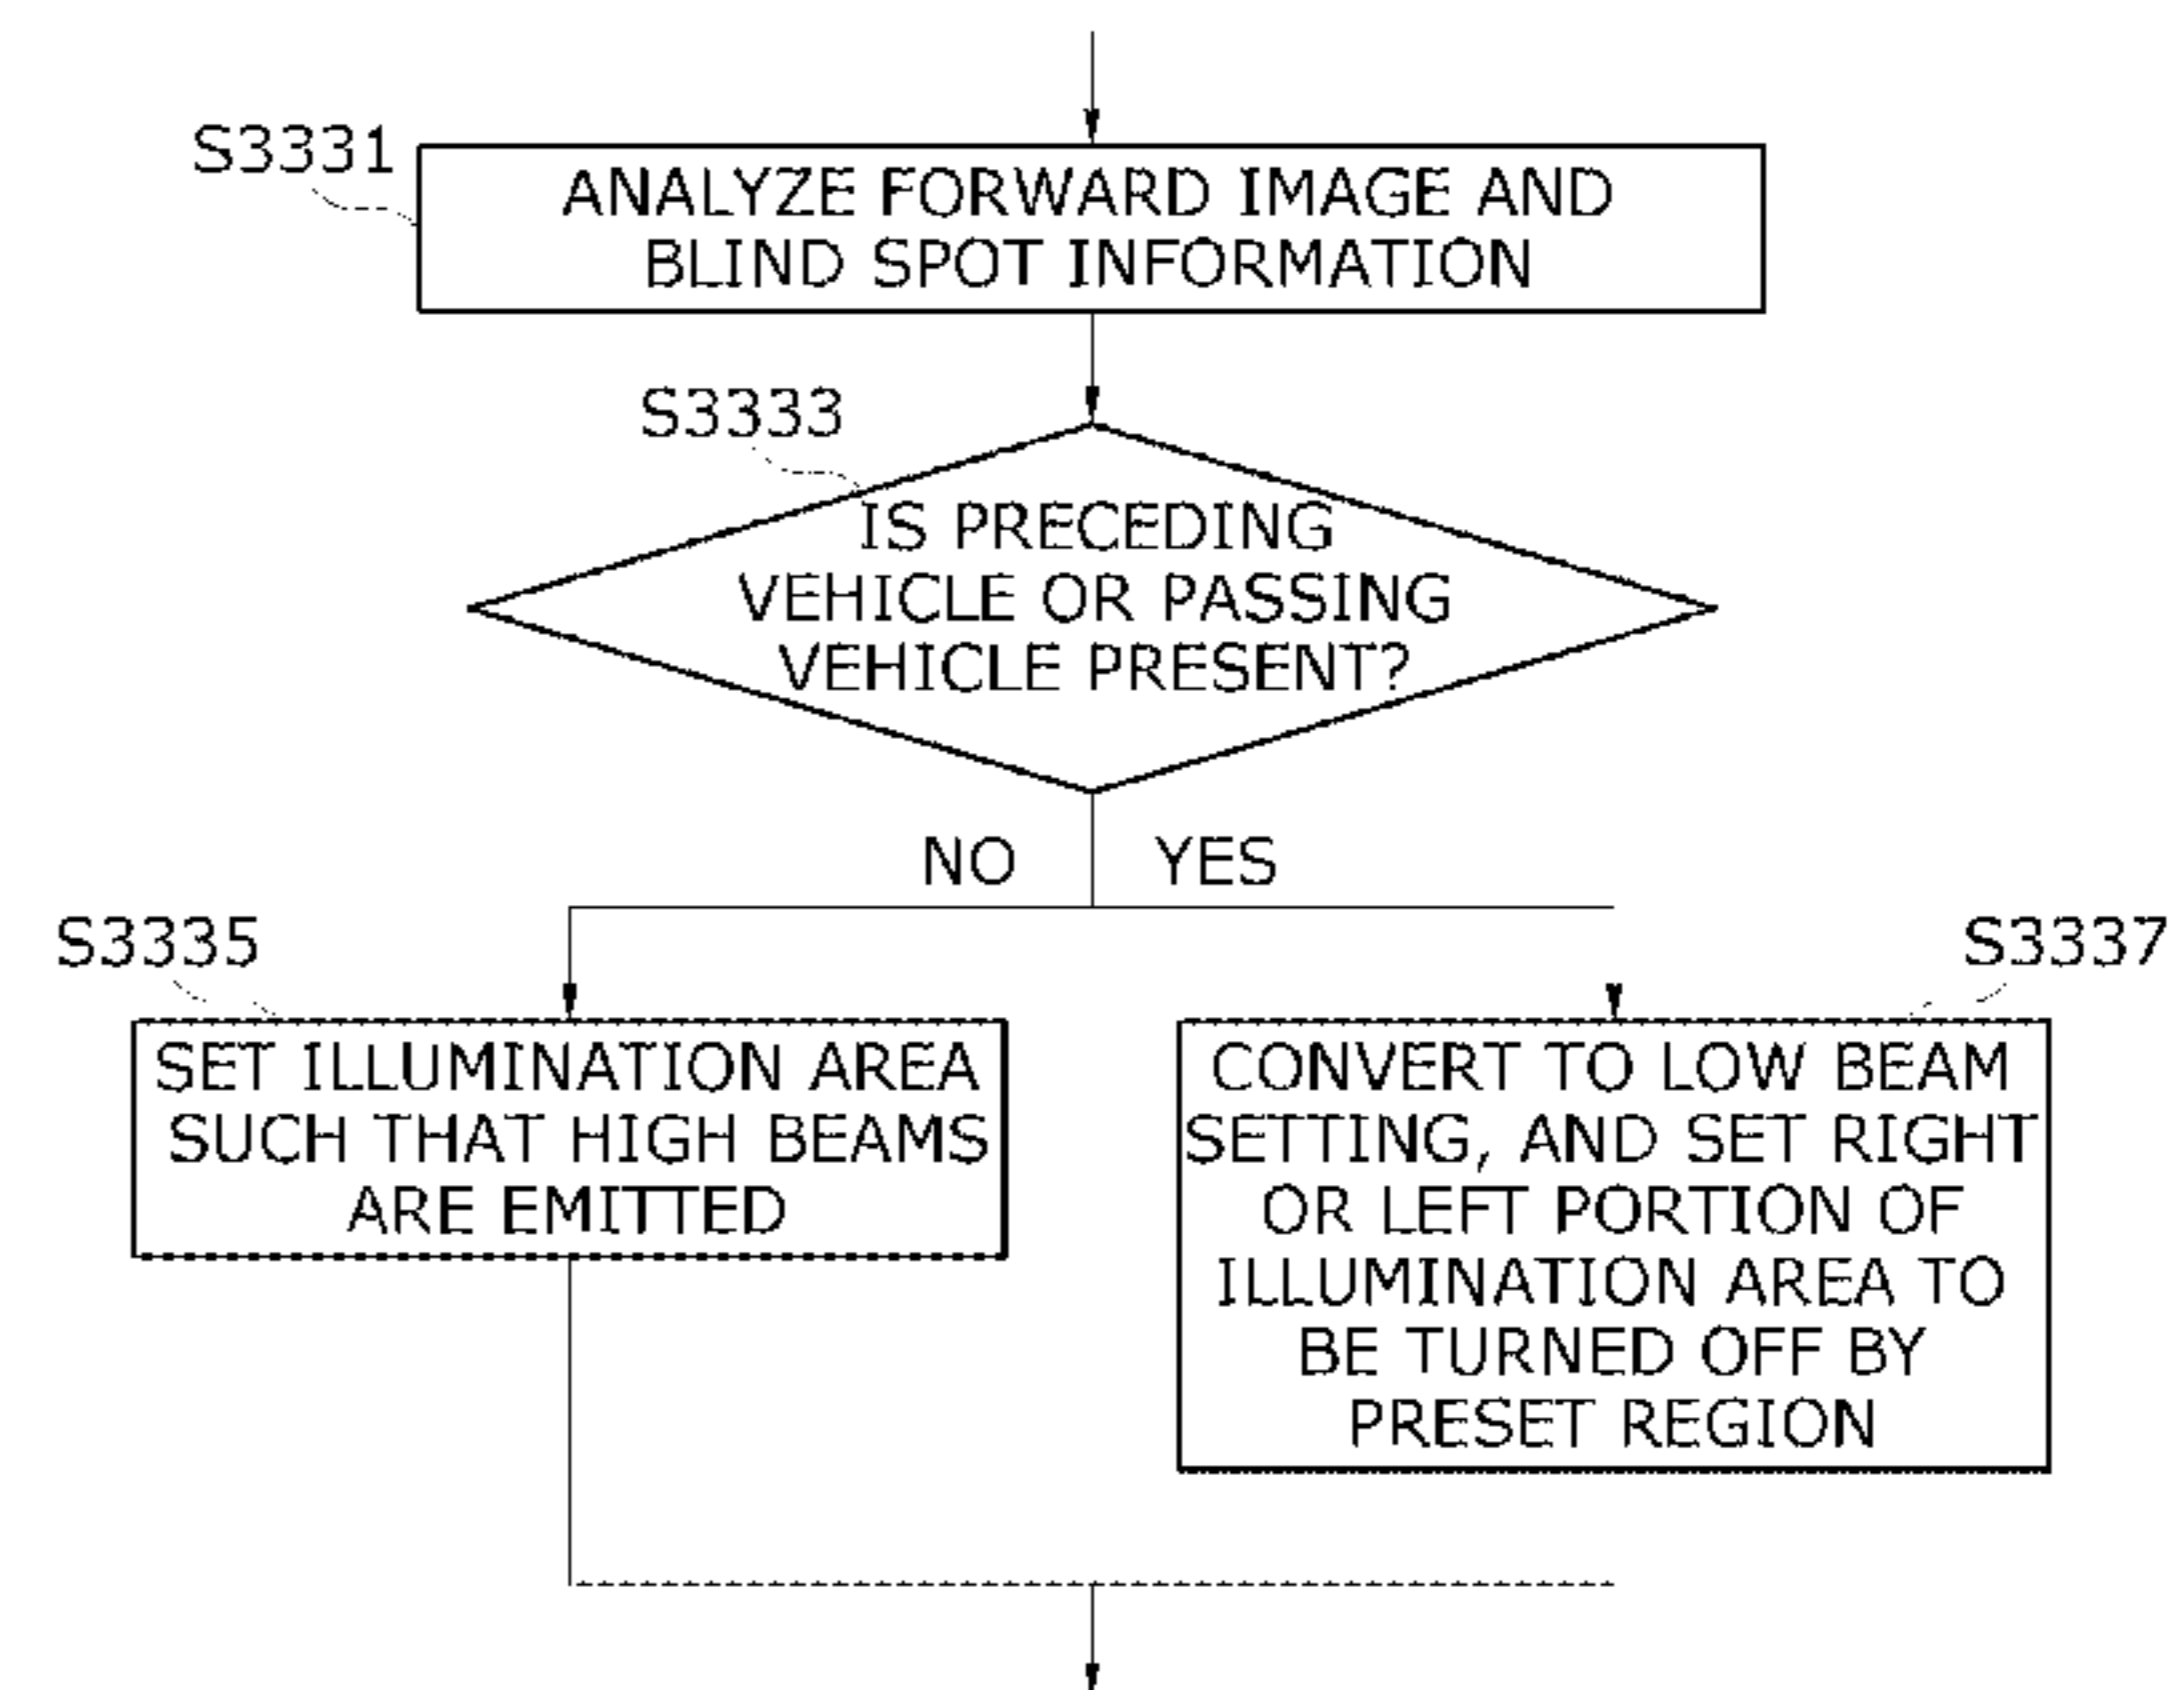 S3331
ANALYZE FORWARD IMAGE AND
BLIND SPOT INFORMATION
S3333
IS PRECEDING
VEHICLE OR PASSING
VEHICLE PRESENT?
NO
YES
S3335
SET ILLUMINATION AREA
SUCH THAT HIGH BEAMS
ARE EMITTED
S3337
CONVERT TO LOW BEAM
SETTING, AND SET RIGHT
OR LEFT PORTION OF
ILLUMINATION AREA TO
BE TURNED OFF BY
PRESET REGION